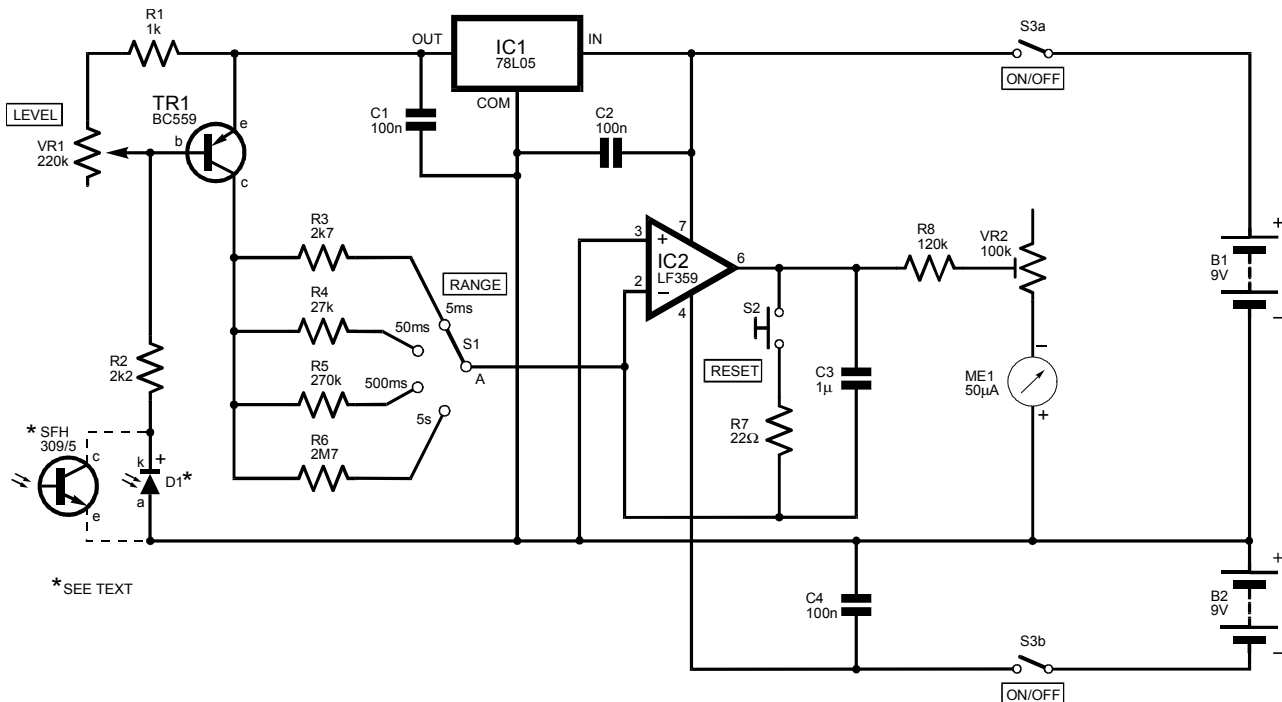 R1
1k
OUT
IC1
78L05
IN
COM
S3a
ON/OFF
LEVEL
VR1
220k
TR1
BC559
b
e
c
C1
100n
C2
100n
R3
2k7
R4
27k
R5
270k
R6
2M7
RANGE
5ms
50ms
500ms
5s
S1
A
3
+
2
−
7
6
4
IC2
LF359
S2
RESET
R7
22Ω
C3
1µ
R8
120k
VR2
100k
−
ME1
50µA
+
+
B1
9V
−
R2
2k2
* SFH
309/5
c
e
k
+
D1*
a
*SEE TEXT
C4
100n
+
B2
9V
−
S3b
ON/OFF